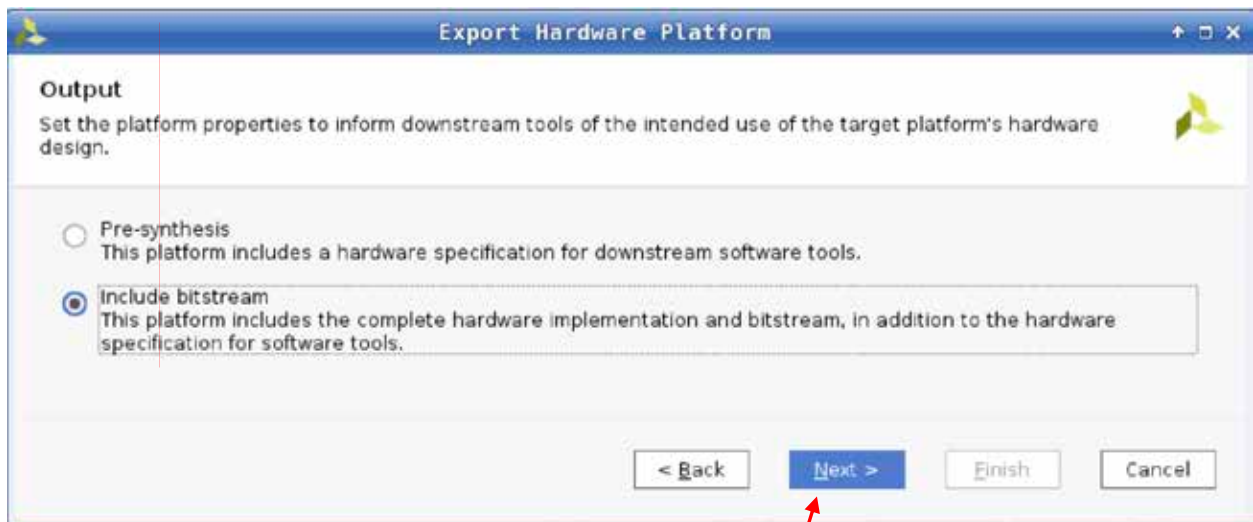 Export Hardware Platform
Output
Set the platform properties to inform downstream tools of the intended use of the target platform's hardware
design.
Pre-synthesis
This platform includes a hardware specification for downstream software tools.
Include bitstream
This platform includes the complete hardware implementation and bitstream, in addition to the hardware
specification for software tools.
< Back
Next >
Finish
Cancel